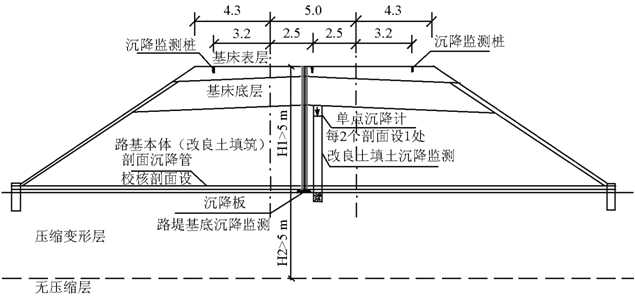 4.3 5.0 4.3
3.2 2.5 2.5 3.2
沉降监测桩
沉降监测桩
基床表层
基床底层
H1>5 m
单点沉降计
每2个剖面设1处
改良土填土沉降监测
路基本体（改良土填筑）
剖面沉降管
校核剖面设
沉降板
路堤基底沉降监测
压缩变形层
H2>5 m
无压缩层